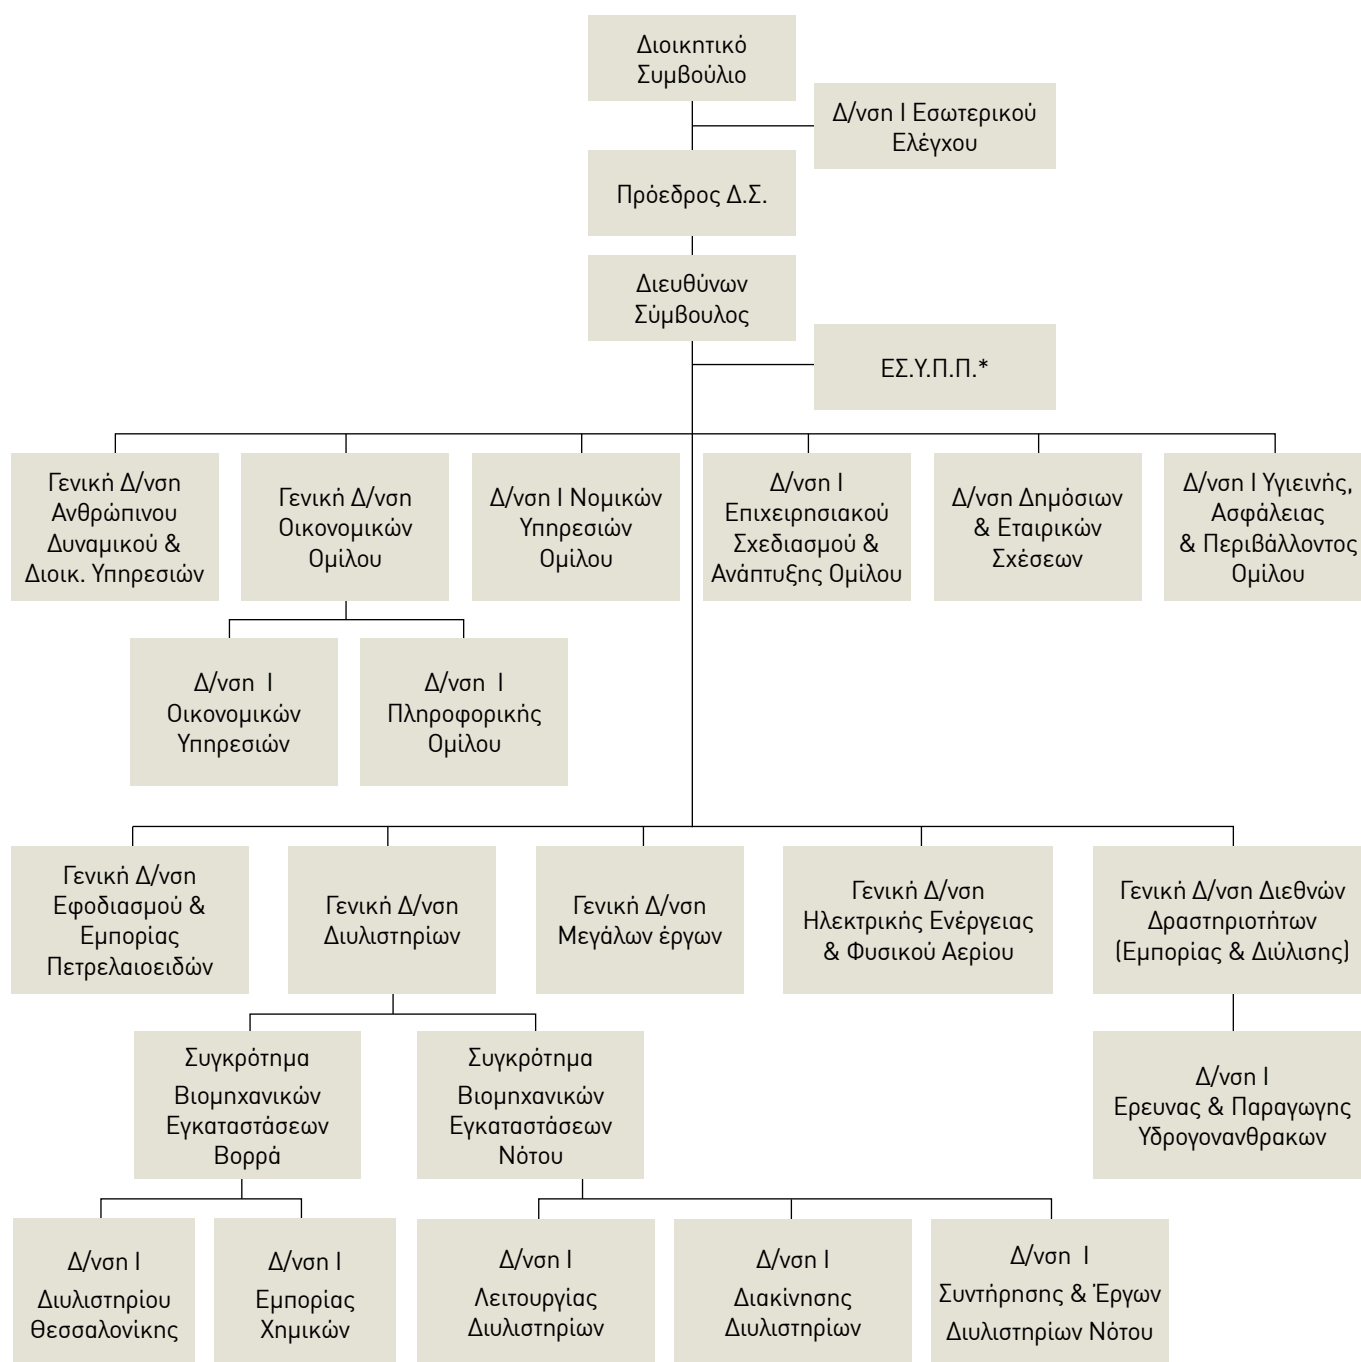 Διοικητικό
Συμβούλιο
Δ/νση Ι Εσωτερικού
Ελέγχου
Πρόεδρος Δ.Σ.
Διευθύνων
Σύμβουλος
ΕΣ.Υ.Π.Π.*
Γενική Δ/νση
Ανθρώπινου
Δυναμικού &
Διοικ. Υπηρεσιών
Γενική Δ/νση
Οικονομικών
Ομίλου
Δ/νση Ι Νομικών
Υπηρεσιών
Ομίλου
Δ/νση Ι
Επιχειρησιακού
Σχεδιασμού &
Ανάπτυξης Ομίλου
Δ/νση Δημόσιων
& Εταιρικών
Σχέσεων
Δ/νση Ι Υγιεινής,
Ασφάλειας
& Περιβάλλοντος
Ομίλου
Δ/νση Ι
Οικονομικών
Υπηρεσιών
Δ/νση Ι
Πληροφορικής
Ομίλου
Γενική Δ/νση
Εφοδιασμού &
Εμπορίας
Πετρελαιοειδών
Γενική Δ/νση
Διυλιστηρίων
Γενική Δ/νση
Μεγάλων έργων
Γενική Δ/νση
Ηλεκτρικής Ενέργειας
& Φυσικού Αερίου
Γενική Δ/νση Διεθνών
Δραστηριοτήτων
(Εμπορίας & Διύλισης)
Συγκρότημα
Βιομηχανικών
Εγκαταστάσεων
Βορρά
Συγκρότημα
Βιομηχανικών
Εγκαταστάσεων
Νότου
Δ/νση Ι
Ερευνας & Παραγωγης
Υδρογονανθρακων
Δ/νση Ι
Διυλιστηρίου
Θεσσαλονίκης
Δ/νση Ι
Εμπορίας
Χημικών
Δ/νση Ι
Λειτουργίας
Διυλιστηρίων
Δ/νση Ι
Διακίνησης
Διυλιστηρίων
Δ/νση Ι
Συντήρησης & Έργων
Διυλιστηρίων Νότου